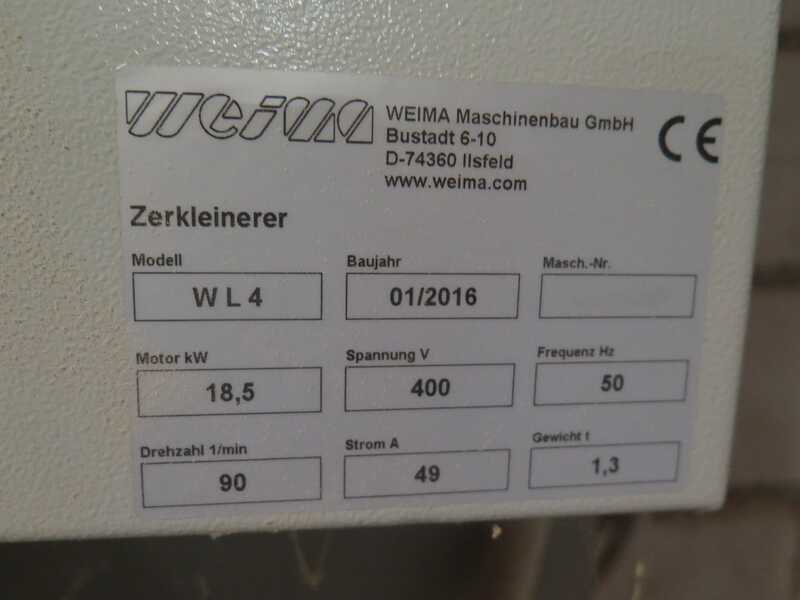 weima
WEIMA Maschinenbau GmbH
Bustadt 6-10
D-74360 Ilsfeld
www.weima.com
CE
Zerkleinerer
Modell Baujahr Masch.-Nr.
W L 4 01/2016
Motor kW Spannung V Frequenz Hz
18,5 400 50
Drehzahl 1/min Strom A Gewicht t
90 49 1,3